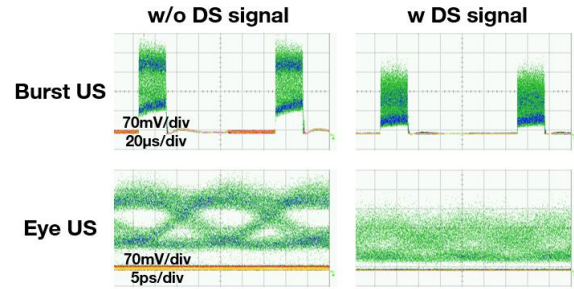 w/o DS signal
w DS signal
Burst US
70mV/div
20µs/div
Eye US
70mV/div
5ps/div